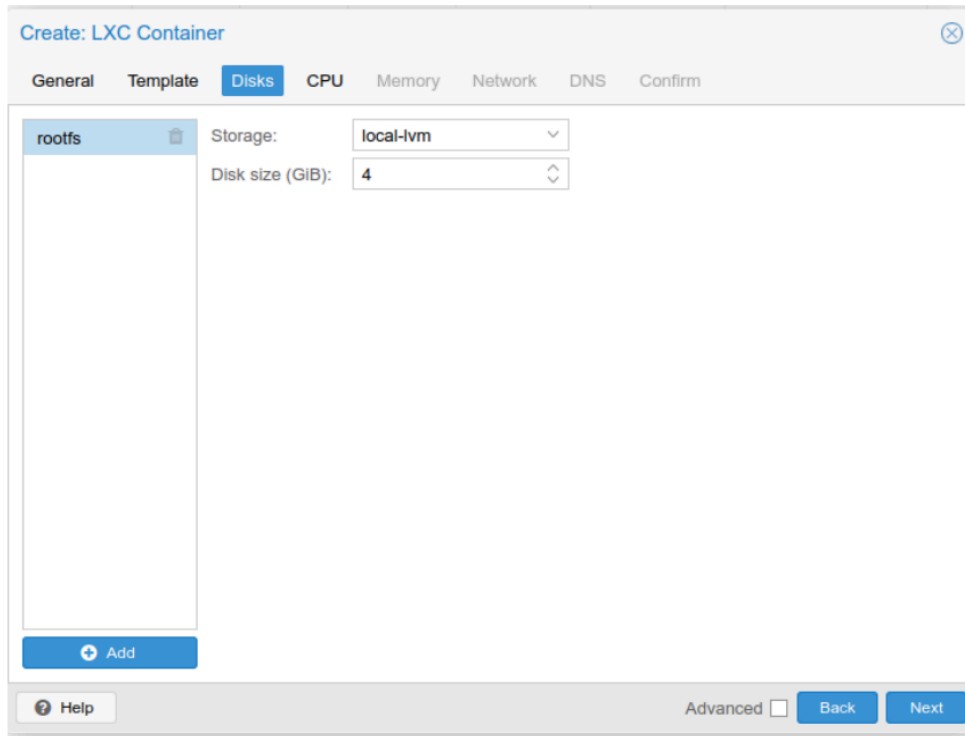 Create: LXC Container
General Template Disks CPU Memory Network DNS Confirm
rootfs
Storage: local-lvm
Disk size (GiB): 4
Add
Help Advanced Back Next